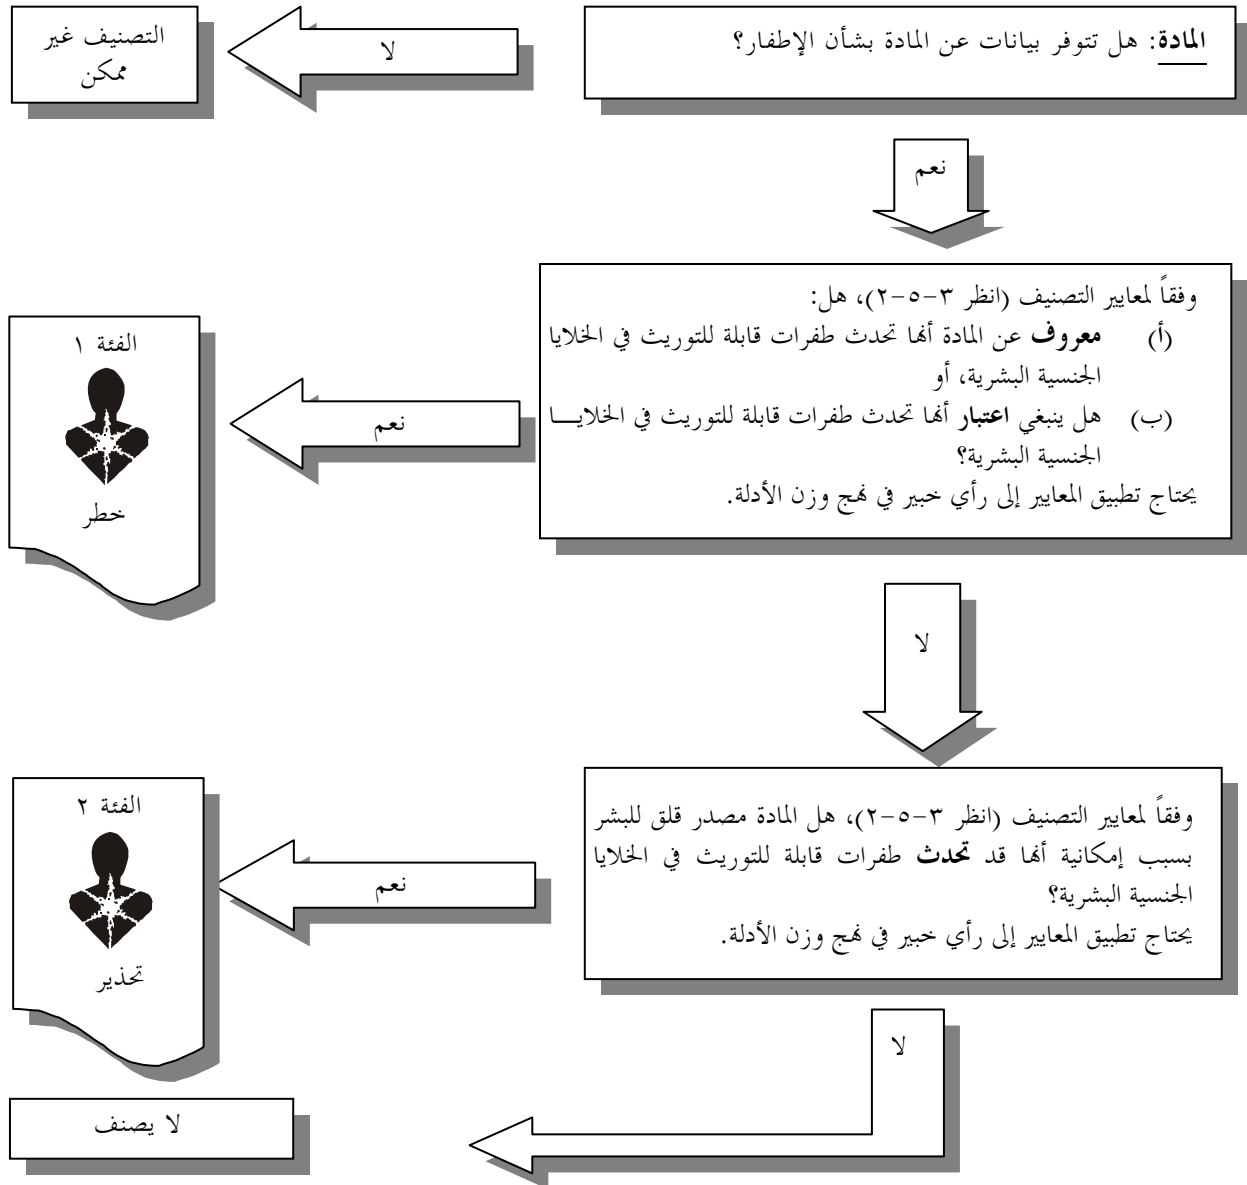 المادة: هل تتوفر بيانات عن المادة بشأن الإطفار؟
لا
التصنيف غير
ممكن
نعم
وفقاً لمعايير التصنيف (انظر ٣-٥-٢)، هل:
(أ) معروف عن المادة أنها تحدث طفرات قابلة للتوريث في الخلايا
الجنسية البشرية، أو
(ب) هل ينبغي اعتبار أنها تحدث طفرات قابلة للتوريث في الخلايـــا
الجنسية البشرية؟
يحتاج تطبيق المعايير إلى رأي خبير في نهج وزن الأدلة.
نعم
الفئة ١
خطر
لا
وفقاً لمعايير التصنيف (انظر ٣-٥-٢)، هل المادة مصدر قلق للبشر
بسبب إمكانية أنها قد تحدث طفرات قابلة للتوريث في الخلايا
الجنسية البشرية؟
يحتاج تطبيق المعايير إلى رأي خبير في نهج وزن الأدلة.
نعم
الفئة ٢
تحذير
لا
لا يصنف